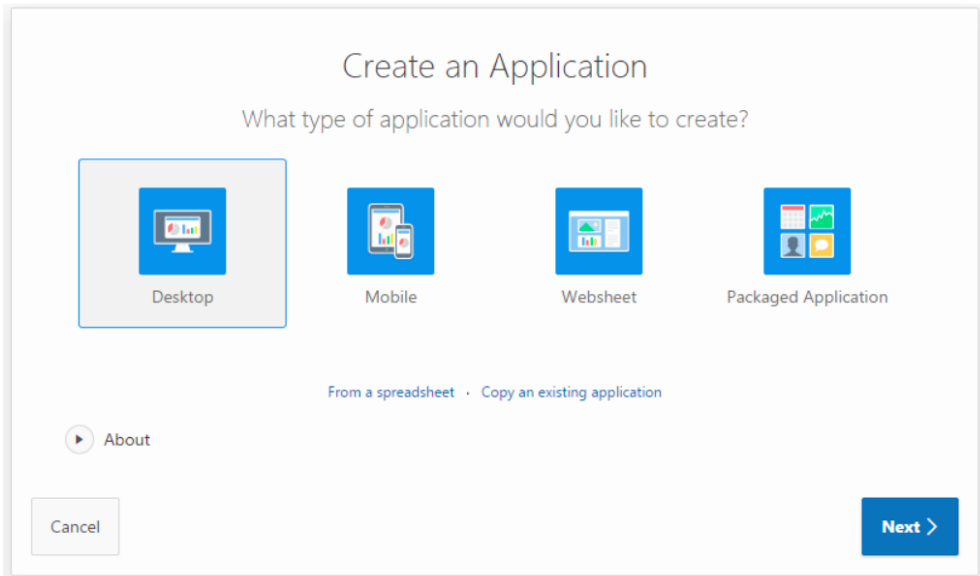 Create an Application
What type of application would you like to create?
Desktop
Mobile
Websheet
Packaged Application
From a spreadsheet · Copy an existing application
About
Cancel
Next